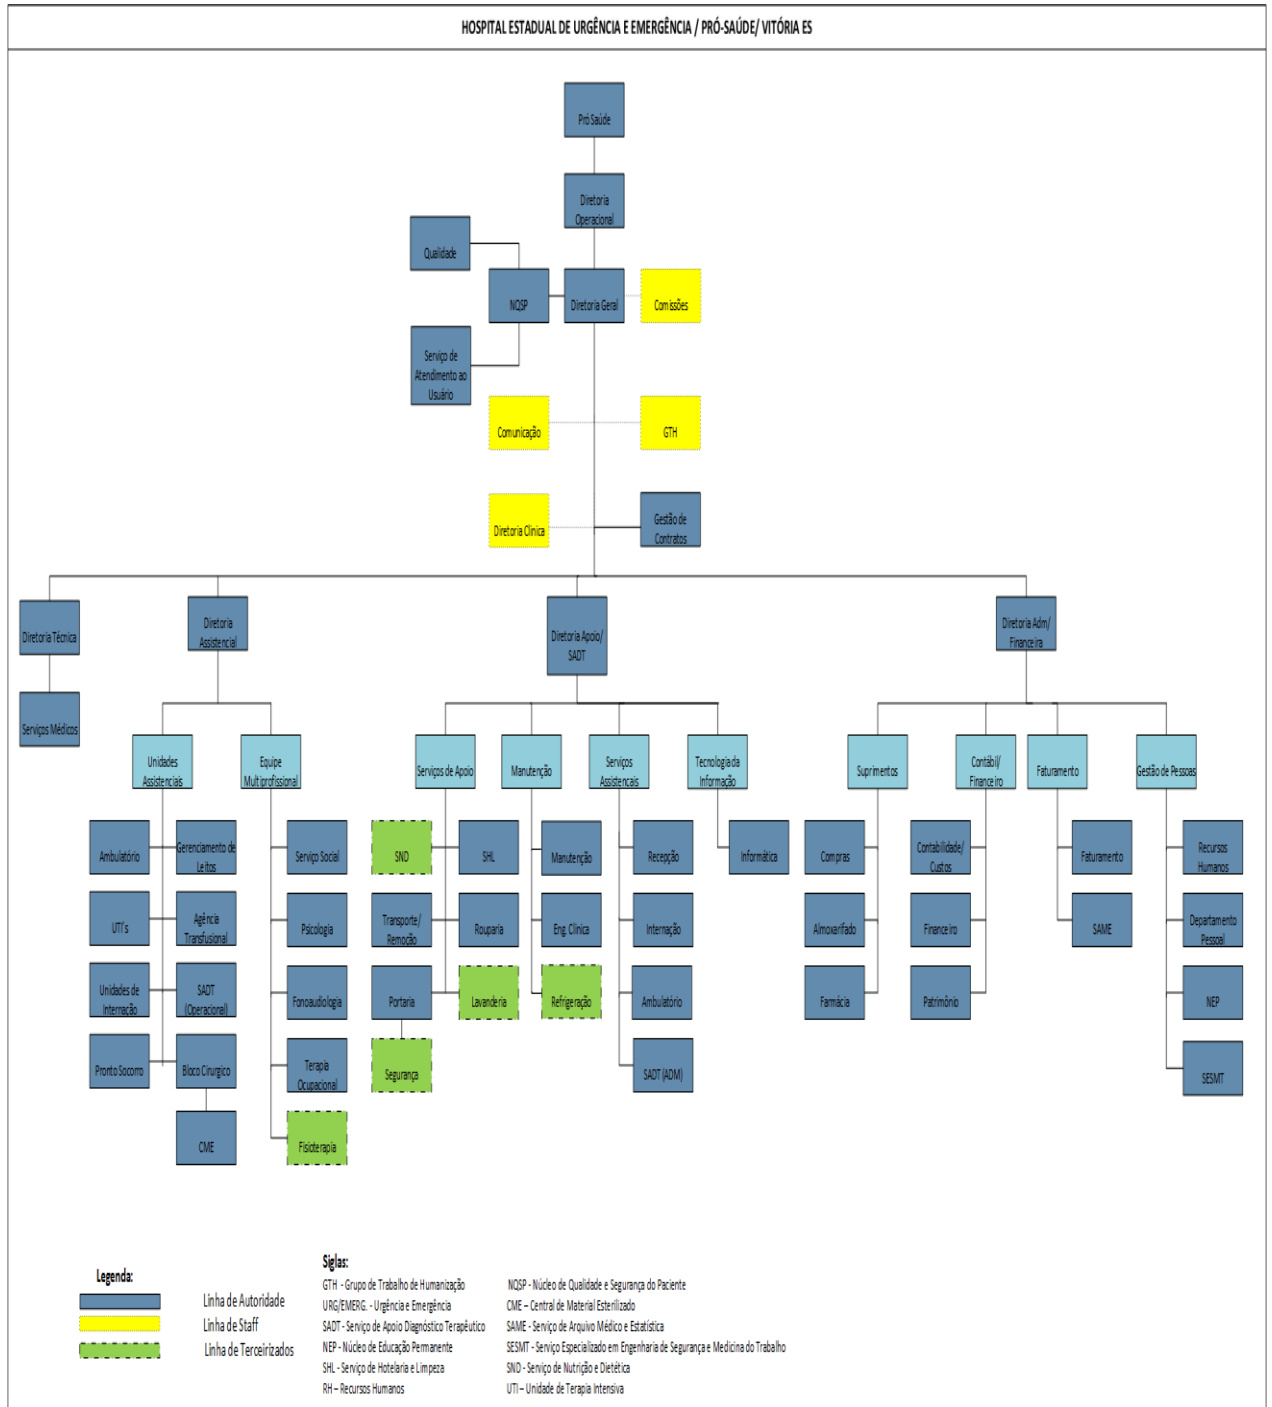 HOSPITAL ESTADUAL DE URGÊNCIA E EMERGÊNCIA / PRÓ-SAÚDE/ VITÓRIA ES
Pró Saúde
Diretoria
Operacional
Qualidade
NQSP
Diretoria Geral
Comissões
Serviço de
Atendimento ao
Usuário
Comunicação
GTH
Diretoria Clinica
Gestão de
Contratos
Diretoria Técnica
Diretoria
Assistencial
Diretoria Apoio/
SADT
Diretoria Adm/
Financeira
Serviços Médicos
Unidades
Assistenciais
Equipe
Multiprofissional
Serviços de Apoio
Manutenção
Serviços
Assistencais
Tecnologia da
Informação
Suprimentos
Contábil/
Financeiro
Faturamento
Gestão de Pessoas
Ambulatório
Gerenciamento de
Leitos
Serviço Social
SND
SHL
Manutenção
Recepção
Informática
Compras
Contabilidade/
Custos
Faturamento
Recursos
Humanos
UTI's
Agência
Transfusional
Psicologia
Transporte/
Remoção
Rouparia
Eng. Clinica
Internação
Almoxarifado
Financeiro
SAME
Departamento
Pessoal
Unidades de
Internação
SADT
(Operacional)
Fonoaudiologia
Portaria
Lavanderia
Refrigeração
Ambulatório
Farmácia
Patrimônio
NEP
Pronto Socorro
Bloco Cirurgico
Terapia
Ocupacional
Segurança
SADT (ADM)
SESMT
CME
Fisioterapia
Legenda:
Linha de Autoridade
Linha de Staff
Linha de Terceirizados
Siglas:
GTH - Grupo de Trabalho de Humanização
URG/EMERG. - Urgência e Emergência
SADT - Serviço de Apoio Diagnóstico Terapêutico
NEP - Núcleo de Educação Permanente
SHL - Serviço de Hotelaria e Limpeza
RH – Recursos Humanos
NQSP - Núcleo de Qualidade e Segurança do Paciente
CME – Central de Material Esterilizado
SAME - Serviço de Arquivo Médico e Estatística
SESMT - Serviço Especializado em Engenharia de Segurança e Medicina do Trabalho
SND - Serviço de Nutrição e Dietética
UTI – Unidade de Terapia Intensiva